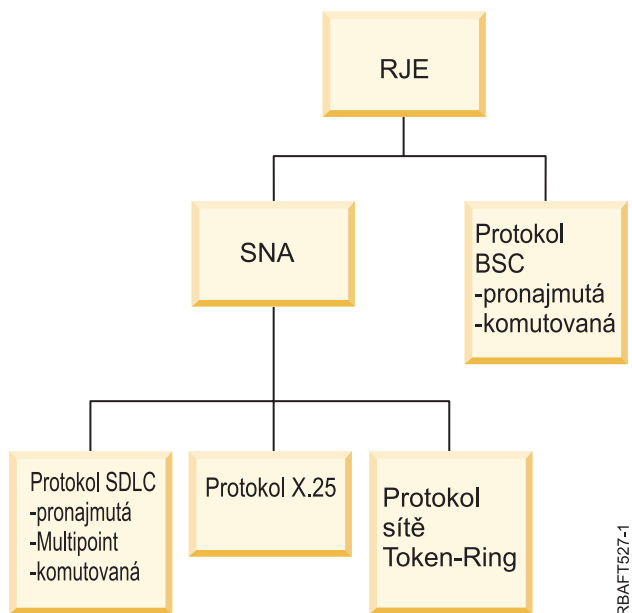 RJE
SNA
Protokol
BSC
-pronajmutá
-komutovaná
Protokol SDLC
-pronajmutá
-Multipoint
-komutovaná
Protokol X.25
Protokol
sítě
Token-Ring
RBAFT527-1